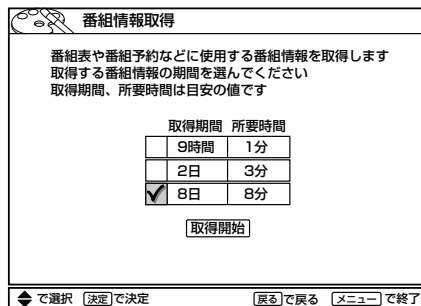 番組情報取得
番組表や番組予約などに使用する番組情報を取得します
取得する番組情報の期間を選んでください
取得期間、所要時間は目安の値です
取得期間 所要時間
9時間 1分
2日 3分
8日 8分
取得開始
で選択 決定で決定 戻るで戻る メニューで終了